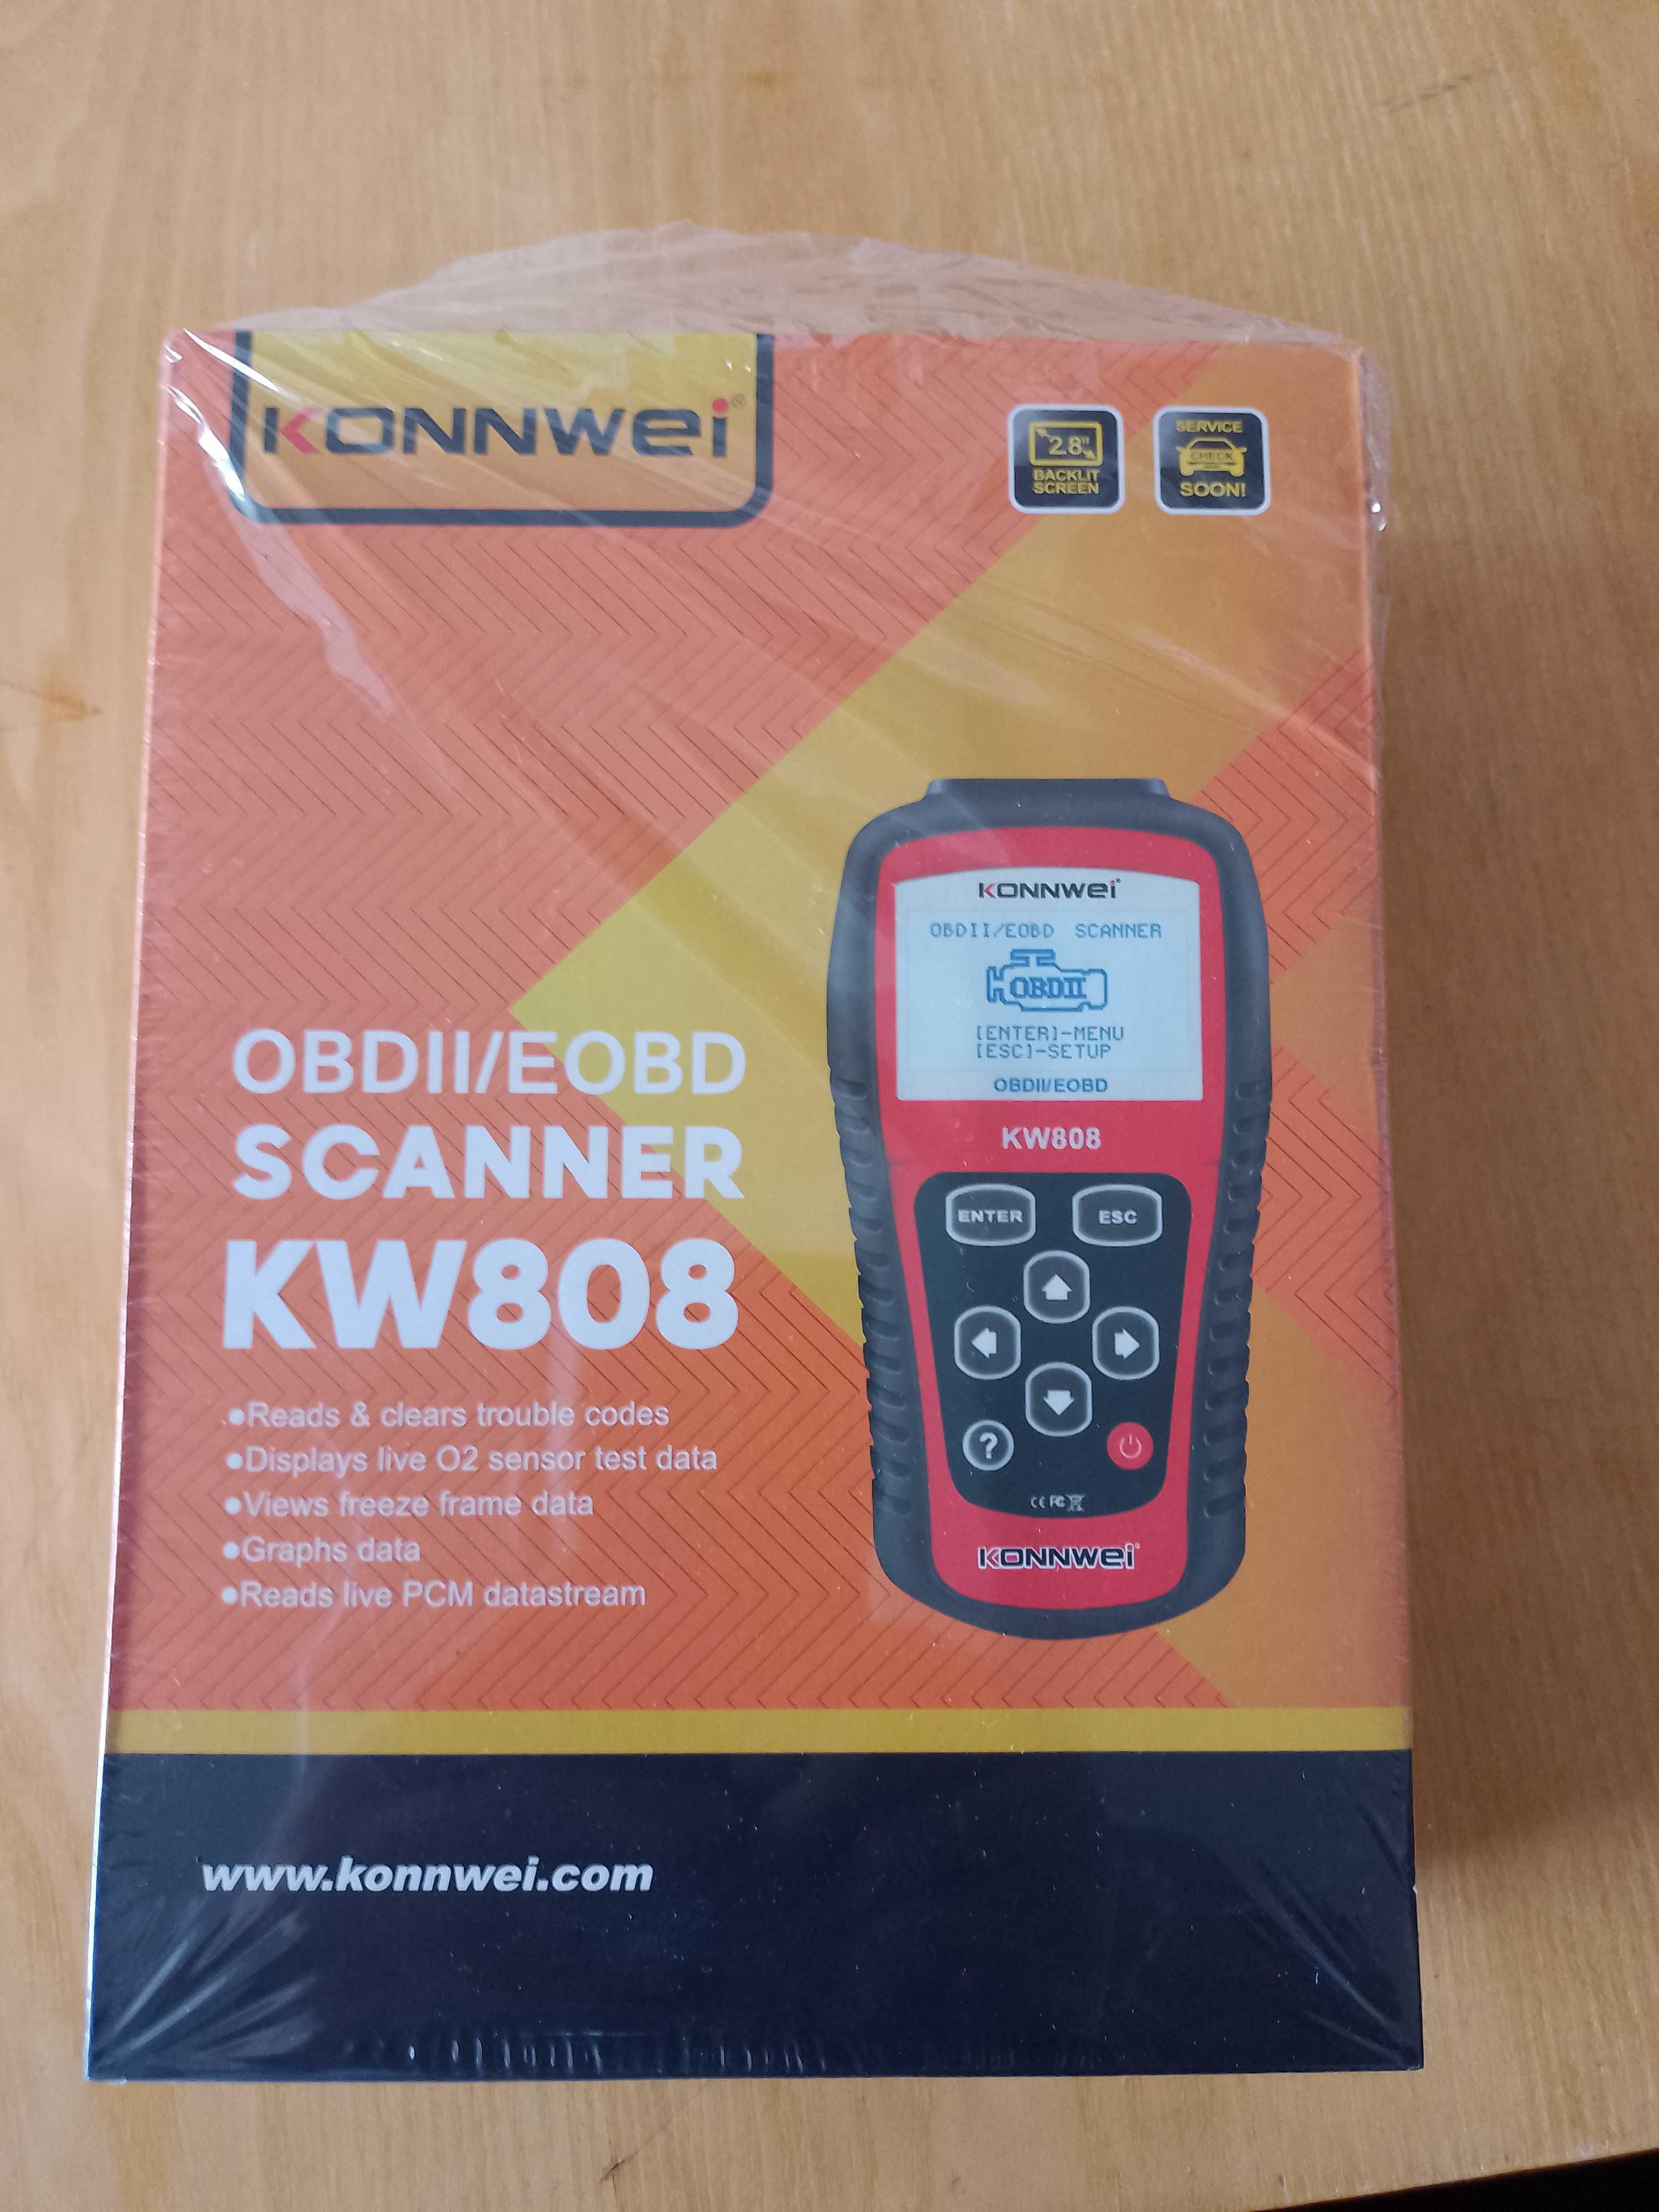 KONNWEI®
2.8"
BACKLIT
SCREEN
SERVICE
CHECK
SOON!
OBDII/EOBD
SCANNER
KW808
•Reads & clears trouble codes
•Displays live O2 sensor test data
•Views freeze frame data
•Graphs data
•Reads live PCM datastream
KONNWEI®
OBDII/EOBD SCANNER
OBDII
[ENTER]-MENU
[ESC]-SETUP
OBDII/EOBD
KW808
ENTER
ESC
?
CE FC
KONNWEI®
www.konnwei.com